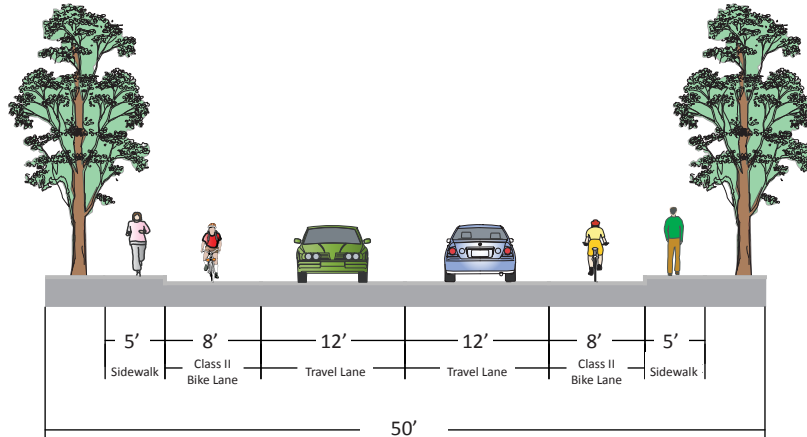 5’ 8’ 12’ 12’ 8’ 5’
Sidewalk Class II Bike Lane Travel Lane Travel Lane Class II Bike Lane Sidewalk
50’